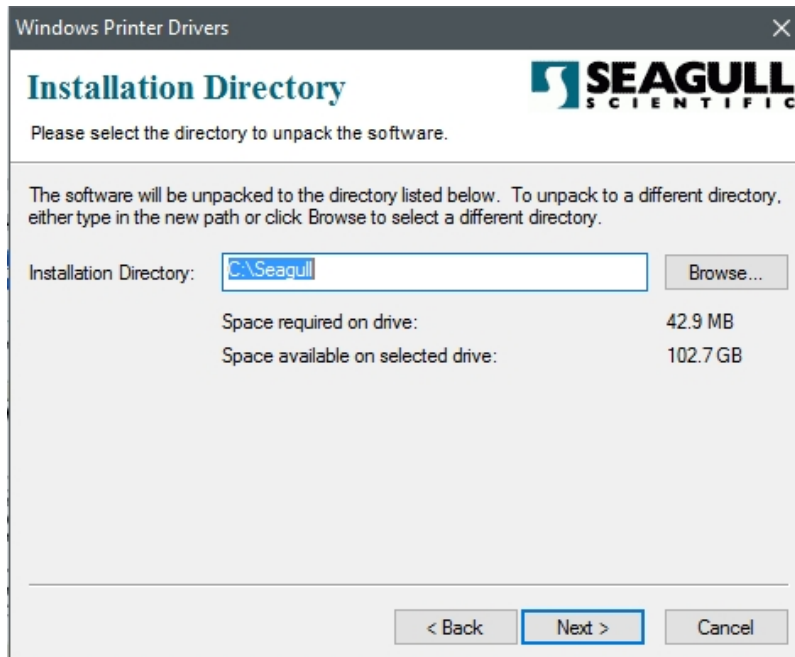 Windows Printer Drivers
Installation Directory
SEAGULL
SCIENTIFIC
Please select the directory to unpack the software.
The software will be unpacked to the directory listed below. To unpack to a different directory,
either type in the new path or click Browse to select a different directory.
Installation Directory: C:\Seagull Browse...
Space required on drive: 42.9 MB
Space available on selected drive: 102.7 GB
< Back Next > Cancel